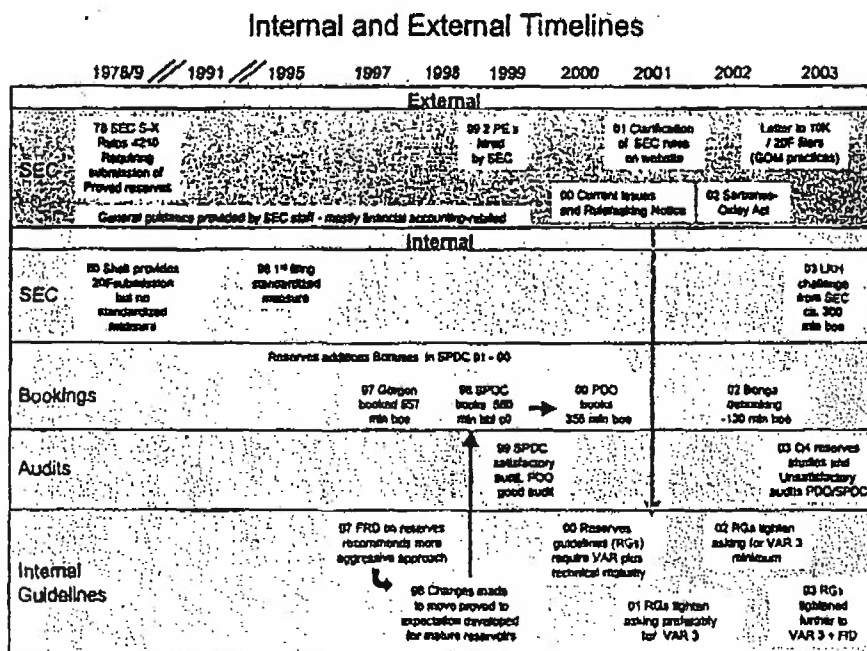 Internal and External Timelines
1978/9 1991 1995 1997 1998 1999 2000 2001 2002 2003
External
SEC
78 SEC S-X
Rules 4210
Requiring
submission of
Proved reserves
99 2 PE's
hired
by SEC
01 Clarification
of SEC rules
on website
Letter to 10K
/ 20F filers
(GOM practices)
General guidance provided by SEC staff - mostly financial accounting-related
00 Current Issues
and Rulemaking Notice
02 Sarbanes-
Oxley Act
Internal
SEC
Shell provides
20F submission
but no
standardized
measure
1st filing
standardized
measure
03 LKH
challenge
from SEC
ca. 300
mln boe
Reserves additions Bonuses in SPDC 91 - 00
Bookings
97 Gorgon
booked 557
mln boe
98 SPDC
books
mln
00 PDO
books
mln boe
02 Bonga
debooking
mln boe
Audits
99 SPDC
satisfactory
audit, PDO
good audit
03 Q4 reserves
studies and
Unsatisfactory
audits PDO/SPDC
Internal
Guidelines
97 FRD on reserves
recommends more
aggressive approach
98 Changes made
to move proved to
expectation developed
for mature reservoirs
00 Reserves
guidelines (RGs)
require VAR plus
technical maturity
01 RGs tighten
asking preferably
for VAR 3
02 RGs tighten
asking for VAR 3
minimum
03 RGs
tightened
further to
VAR 3 + FID